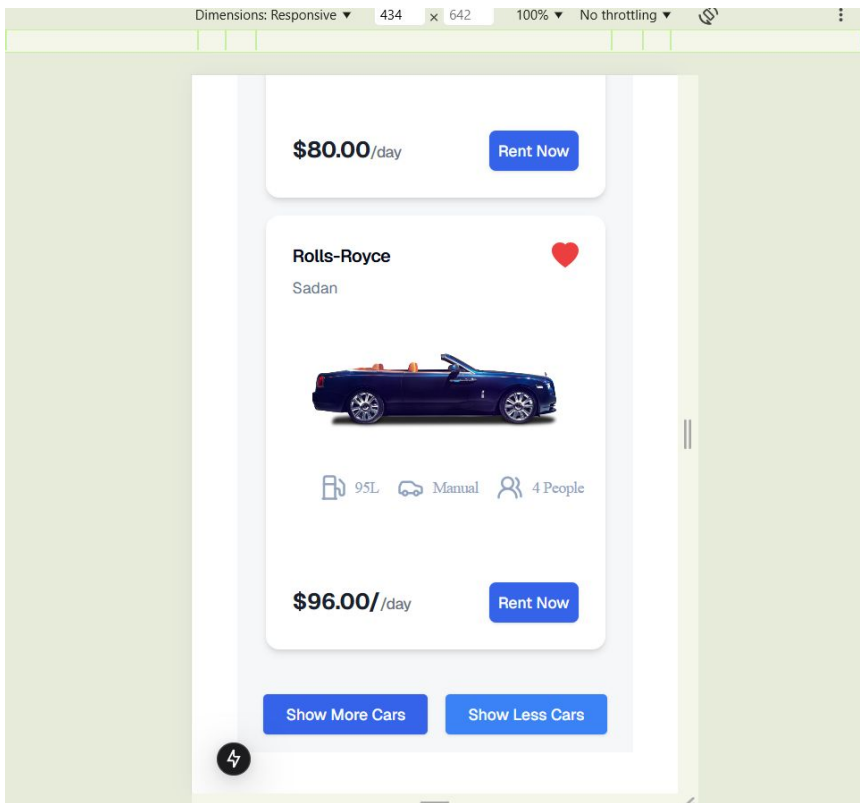 Dimensions: Responsive ▼ 434 × 642 100% ▼ No throttling ▼
$80.00/day Rent Now
Rolls-Royce
Sadan
95L Manual 4 People
$96.00//day Rent Now
Show More Cars Show Less Cars